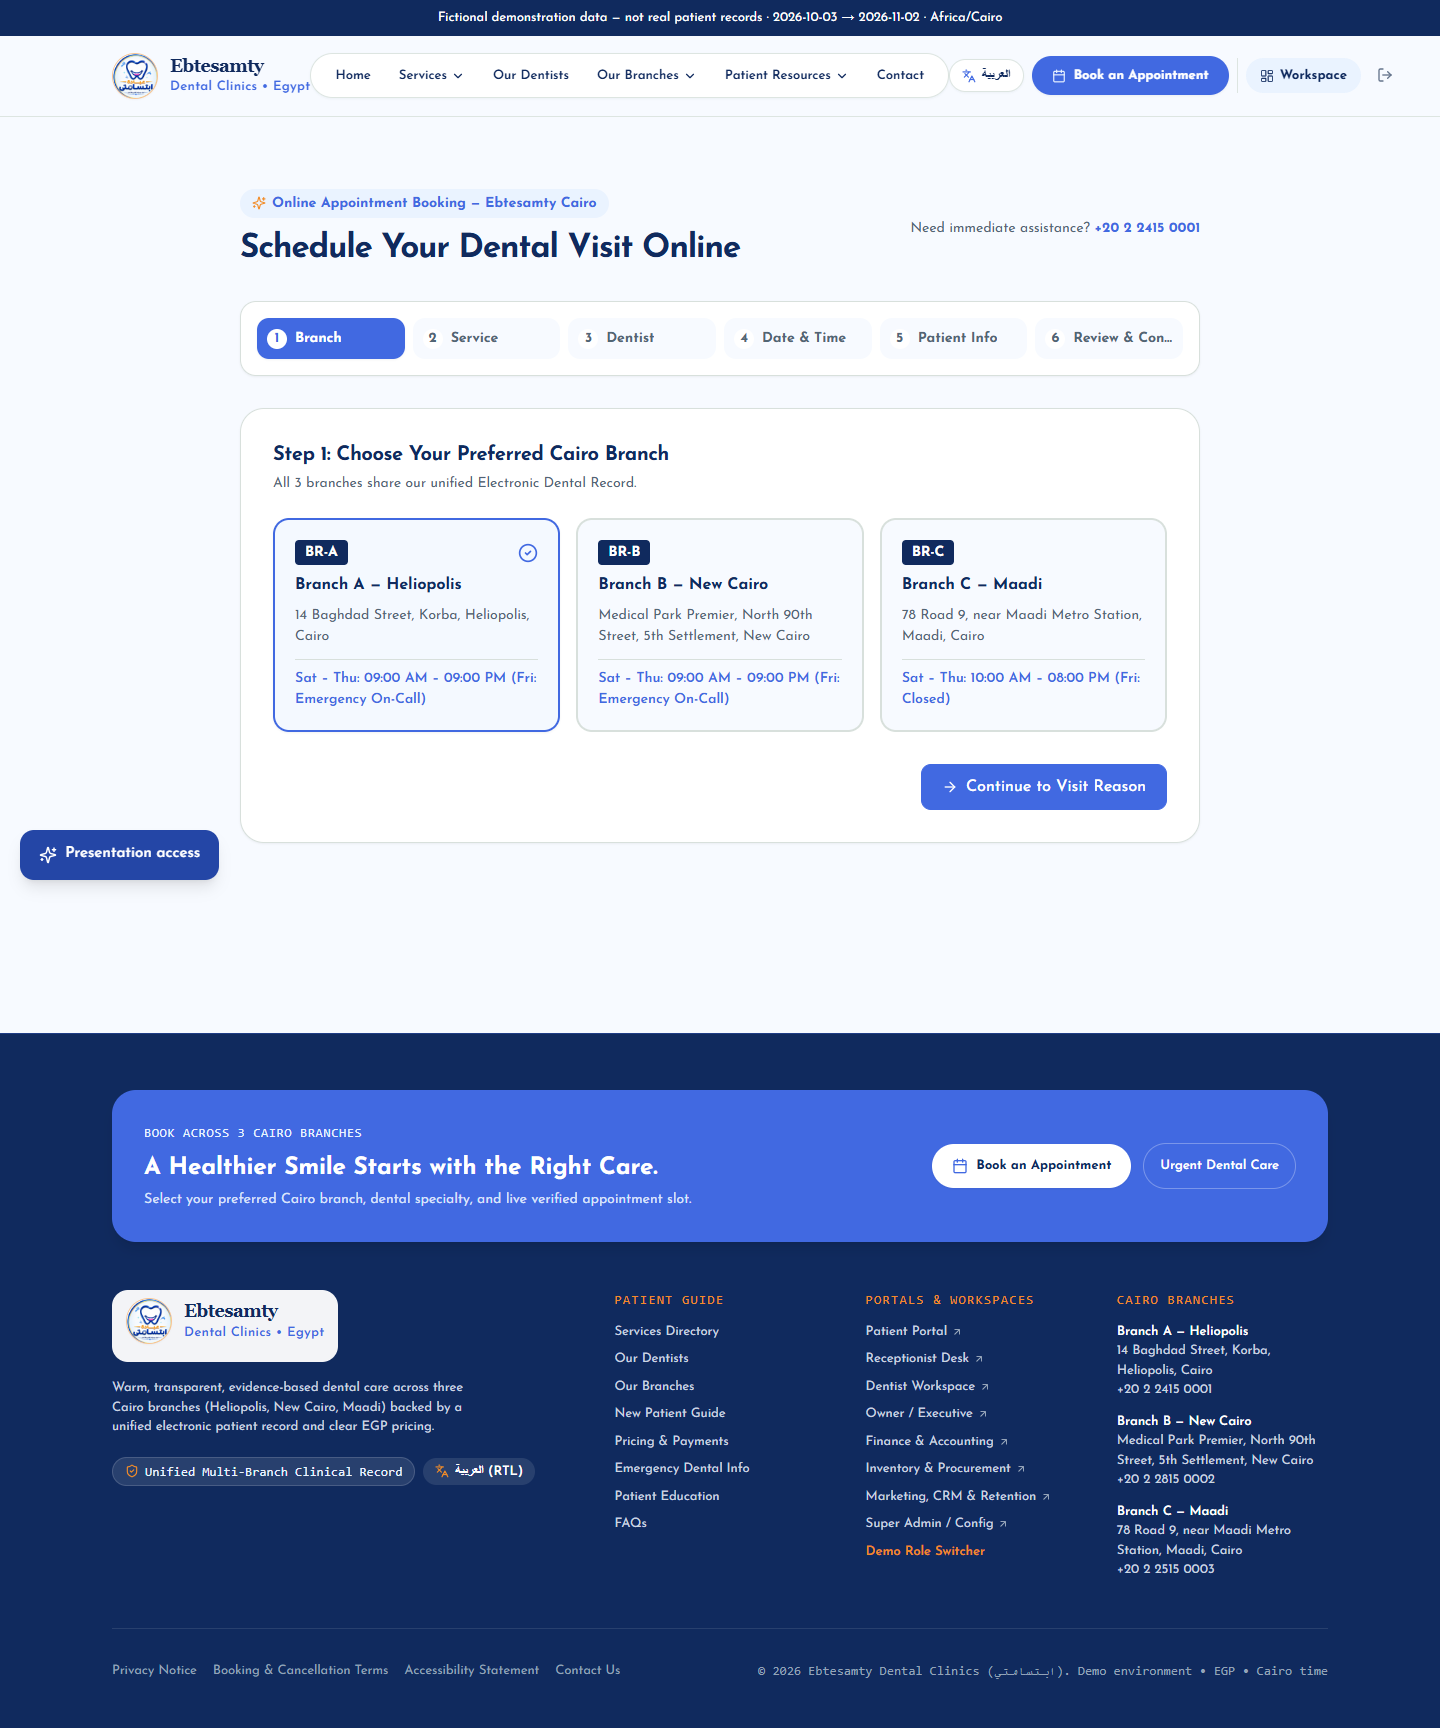 Fictional demonstration data — not real patient records · 2026-10-03 → 2026-11-02 · Africa/Cairo
ابتسامتي
Ebtesamty
Dental Clinics • Egypt
Home
Services
Our Dentists
Our Branches
Patient Resources
Contact
العربية
Book an Appointment
Workspace
Online Appointment Booking — Ebtesamty Cairo
Schedule Your Dental Visit Online
Need immediate assistance? +20 2 2415 0001
1 Branch
2 Service
3 Dentist
4 Date & Time
5 Patient Info
6 Review & Con...
Step 1: Choose Your Preferred Cairo Branch
All 3 branches share our unified Electronic Dental Record.
BR-A
Branch A — Heliopolis
14 Baghdad Street, Korba, Heliopolis,
Cairo
Sat – Thu: 09:00 AM – 09:00 PM (Fri:
Emergency On-Call)
BR-B
Branch B — New Cairo
Medical Park Premier, North 90th
Street, 5th Settlement, New Cairo
Sat – Thu: 09:00 AM – 09:00 PM (Fri:
Emergency On-Call)
BR-C
Branch C — Maadi
78 Road 9, near Maadi Metro Station,
Maadi, Cairo
Sat – Thu: 10:00 AM – 08:00 PM (Fri:
Closed)
Continue to Visit Reason
Presentation access
BOOK ACROSS 3 CAIRO BRANCHES
A Healthier Smile Starts with the Right Care.
Select your preferred Cairo branch, dental specialty, and live verified appointment slot.
Book an Appointment
Urgent Dental Care
ابتسامتي
Ebtesamty
Dental Clinics • Egypt
Warm, transparent, evidence-based dental care across three
Cairo branches (Heliopolis, New Cairo, Maadi) backed by a
unified electronic patient record and clear EGP pricing.
Unified Multi-Branch Clinical Record
العربية (RTL)
PATIENT GUIDE
Services Directory
Our Dentists
Our Branches
New Patient Guide
Pricing & Payments
Emergency Dental Info
Patient Education
FAQs
PORTALS & WORKSPACES
Patient Portal
Receptionist Desk
Dentist Workspace
Owner / Executive
Finance & Accounting
Inventory & Procurement
Marketing, CRM & Retention
Super Admin / Config
Demo Role Switcher
CAIRO BRANCHES
Branch A — Heliopolis
14 Baghdad Street, Korba,
Heliopolis, Cairo
+20 2 2415 0001
Branch B — New Cairo
Medical Park Premier, North 90th
Street, 5th Settlement, New Cairo
+20 2 2815 0002
Branch C — Maadi
78 Road 9, near Maadi Metro
Station, Maadi, Cairo
+20 2 2515 0003
Privacy Notice
Booking & Cancellation Terms
Accessibility Statement
Contact Us
© 2026 Ebtesamty Dental Clinics (ابتسامتي). Demo environment • EGP • Cairo time